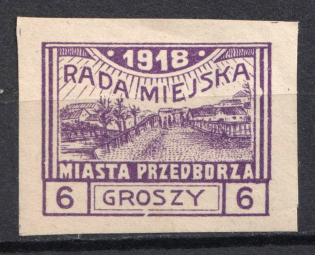 · 1918 ·
RADA MIEJSKA
MIASTA PRZEDBORZA
6 GROSZY 6